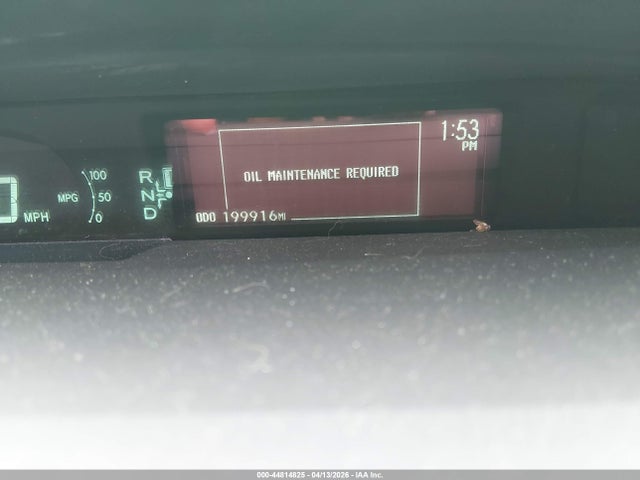 1:53
PM
OIL MAINTENANCE REQUIRED
100
MPG 50
0
R
N
D
MPH
ODO 199916MI
000-44814825 - 04/13/2026 - IAA Inc.